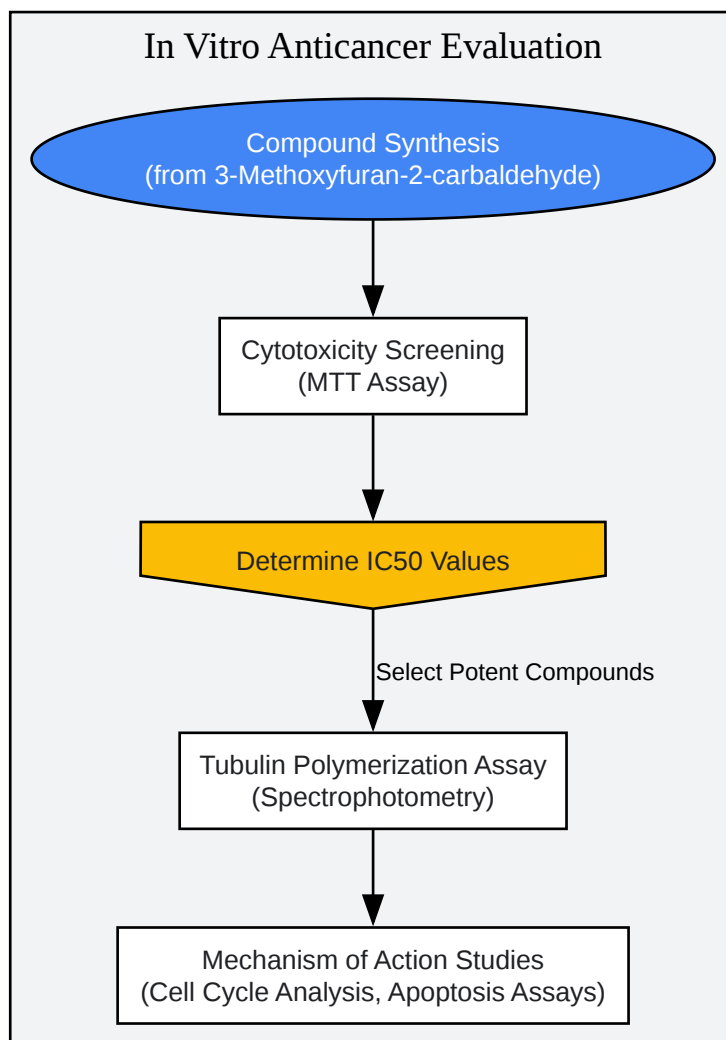 In Vitro Anticancer Evaluation
Compound Synthesis
(from 3-Methoxyfuran-2-carbaldehyde)
Cytotoxicity Screening
(MTT Assay)
Determine IC50 Values
Select Potent Compounds
Tubulin Polymerization Assay
(Spectrophotometry)
Mechanism of Action Studies
(Cell Cycle Analysis, Apoptosis Assays)